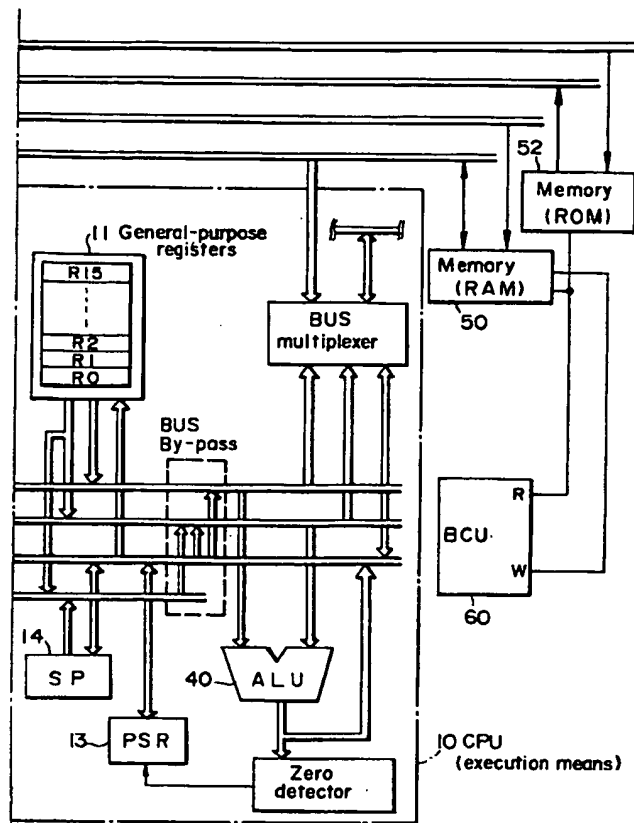 52
Memory
(ROM)
11 General-purpose
registers
R15
R2
R1
R0
Memory
(RAM)
50
BUS
multiplexer
BUS
By-pass
R
BCU
W
60
14
SP
40
ALU
13
PSR
10 CPU
(execution means)
Zero
detector